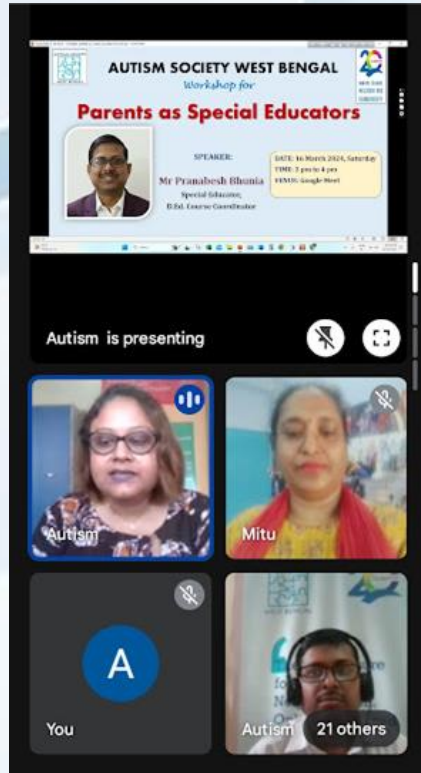 AUTISM SOCIETY WEST BENGAL
Workshop for
Parents as Special Educators
SPEAKER:
Mr Pranabesh Bhunia
Special Educator,
D.Ed. Course Coordinator
DATE: 16 March 2024, Saturday
TIME: 3 pm to 4 pm
VENUE: Google Meet
Autism is presenting
Autism
Mitu
A
You
WEST BENGAL
Autism
21 others